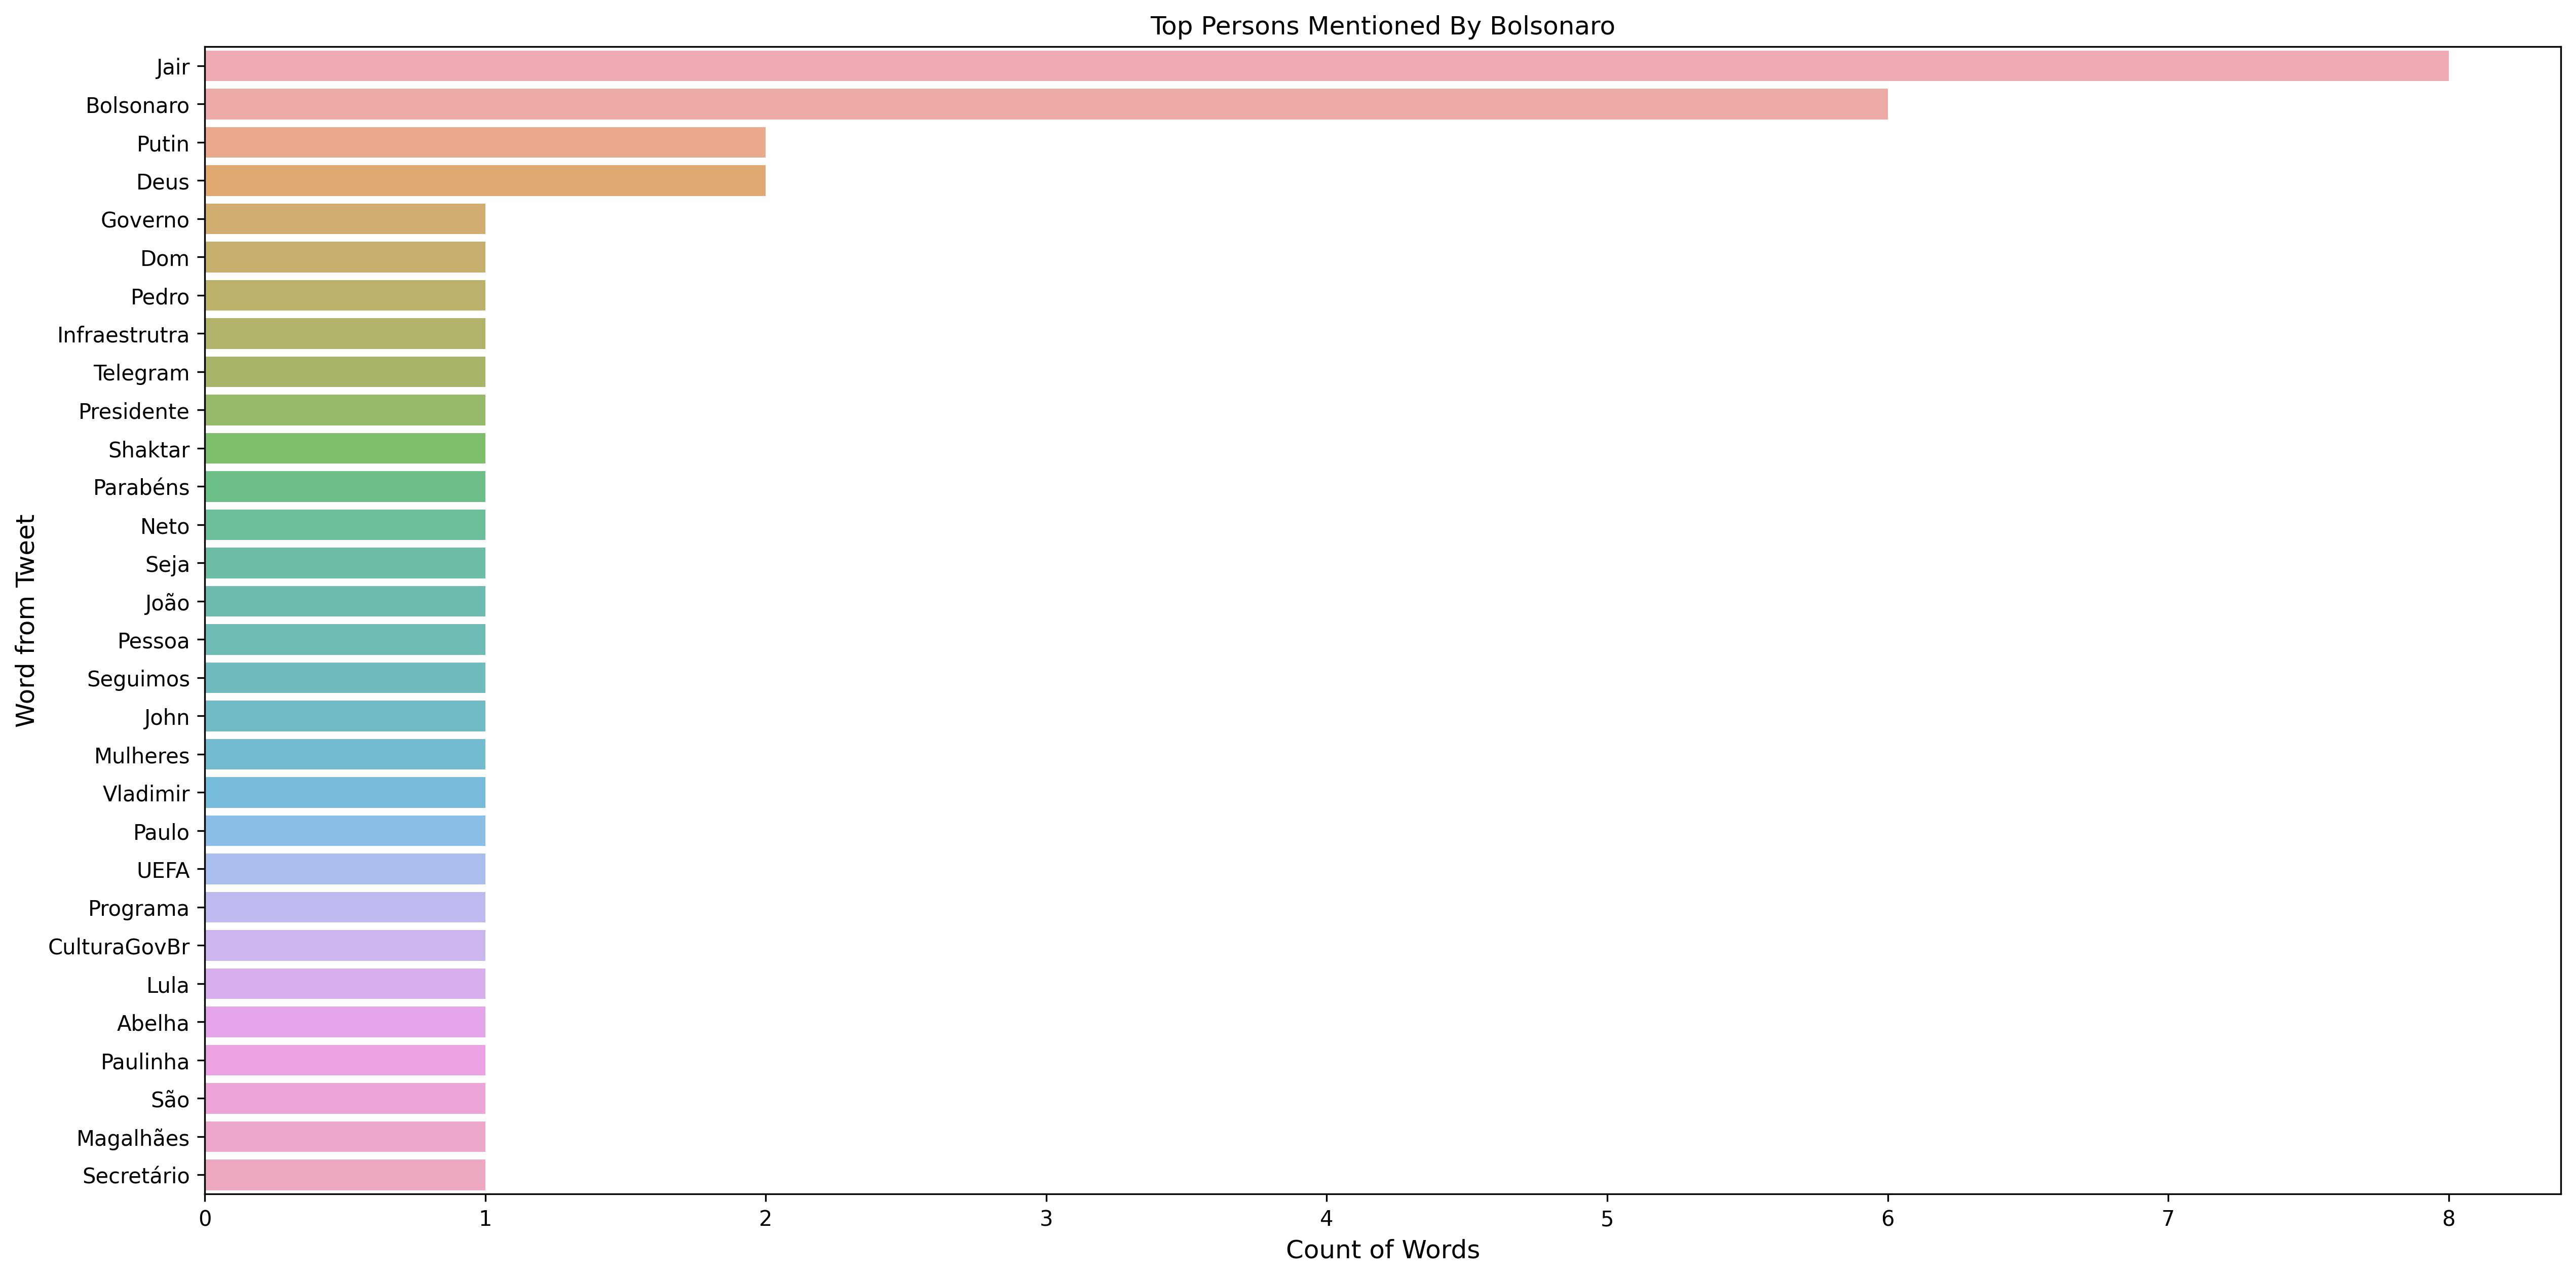 Top Persons Mentioned By Bolsonaro
Jair
Bolsonaro
Putin
Deus
Governo
Dom
Pedro
Infraestrutra
Telegram
Presidente
Shaktar
Parabéns
Neto
Seja
João
Pessoa
Seguimos
John
Mulheres
Vladimir
Paulo
UEFA
Programa
CulturaGovBr
Lula
Abelha
Paulinha
São
Magalhães
Secretário
Word from Tweet
0 1 2 3 4 5 6 7 8
Count of Words